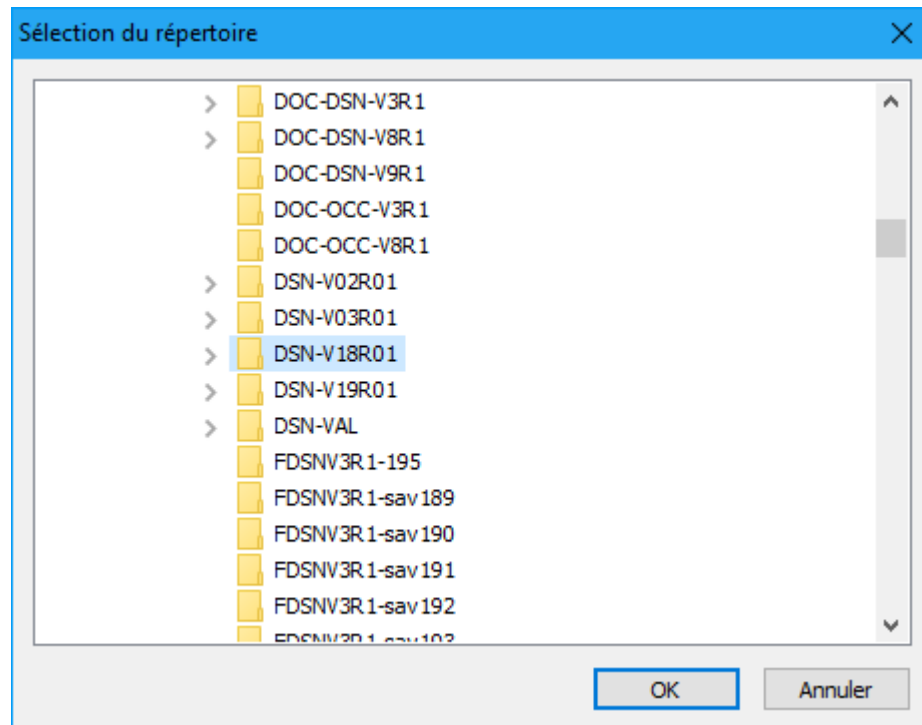 Sélection du répertoire
DOC-DSN-V3R1
DOC-DSN-V8R1
DOC-DSN-V9R1
DOC-OCC-V3R1
DOC-OCC-V8R1
DSN-V02R01
DSN-V03R01
DSN-V18R01
DSN-V19R01
DSN-VAL
FDSNV3R1-195
FDSNV3R1-sav189
FDSNV3R1-sav190
FDSNV3R1-sav191
FDSNV3R1-sav192
FDSNV3R1-sav193
OK Annuler